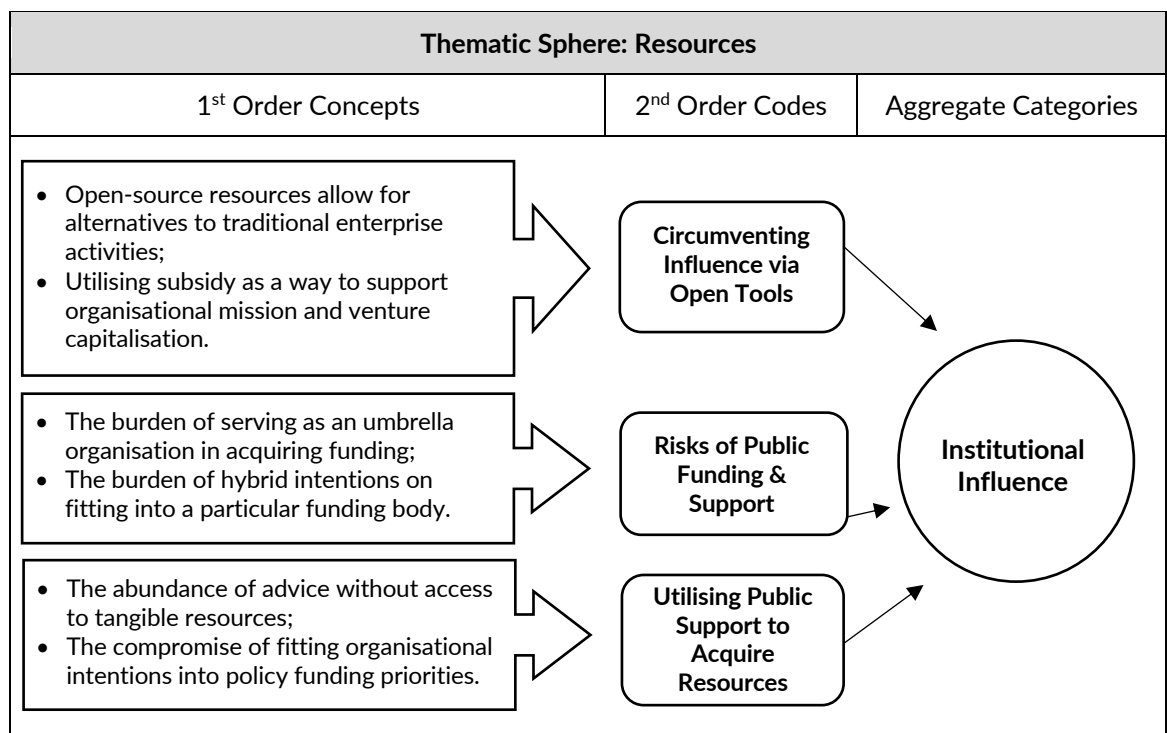 Thematic Sphere: Resources
1st Order Concepts
2nd Order Codes
Aggregate Categories
• Open-source resources allow for
alternatives to traditional enterprise
activities;
• Utilising subsidy as a way to support
organisational mission and venture
capitalisation.
Circumventing
Influence via
Open Tools
• The burden of serving as an umbrella
organisation in acquiring funding;
• The burden of hybrid intentions on
fitting into a particular funding body.
Risks of Public
Funding &
Support
• The abundance of advice without access
to tangible resources;
• The compromise of fitting organisational
intentions into policy funding priorities.
Utilising Public
Support to
Acquire
Resources
Institutional
Influence